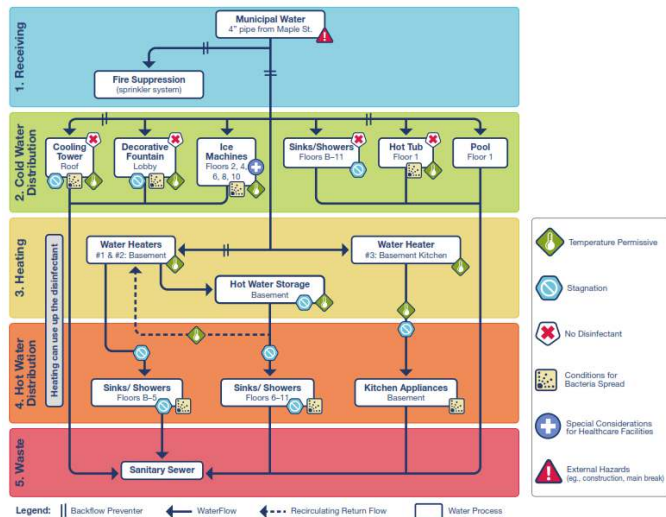 1. Receiving
Municipal Water
4" pipe from Maple St.
Fire Suppression
(sprinkler system)
2. Cold Water
Distribution
Cooling
Tower
Roof
Decorative
Fountain
Lobby
Ice
Machines
Floors 2, 4,
6, 8, 10
Sinks/Showers
Floors B–11
Hot Tub
Floor 1
Pool
Floor 1
3. Heating
Heating can use up the disinfectant
Water Heaters
#1 & #2: Basement
Water Heater
#3: Basement Kitchen
Hot Water Storage
Basement
4. Hot Water
Distribution
Sinks/ Showers
Floors B–5
Sinks/ Showers
Floors 6–11
Kitchen Appliances
Basement
5. Waste
Sanitary Sewer
Temperature Permissive
Stagnation
No Disinfectant
Conditions for
Bacteria Spread
Special Considerations
for Healthcare Facilities
External Hazards
(eg., construction, main break)
Legend:
Backflow Preventer
WaterFlow
Recirculating Return Flow
Water Process